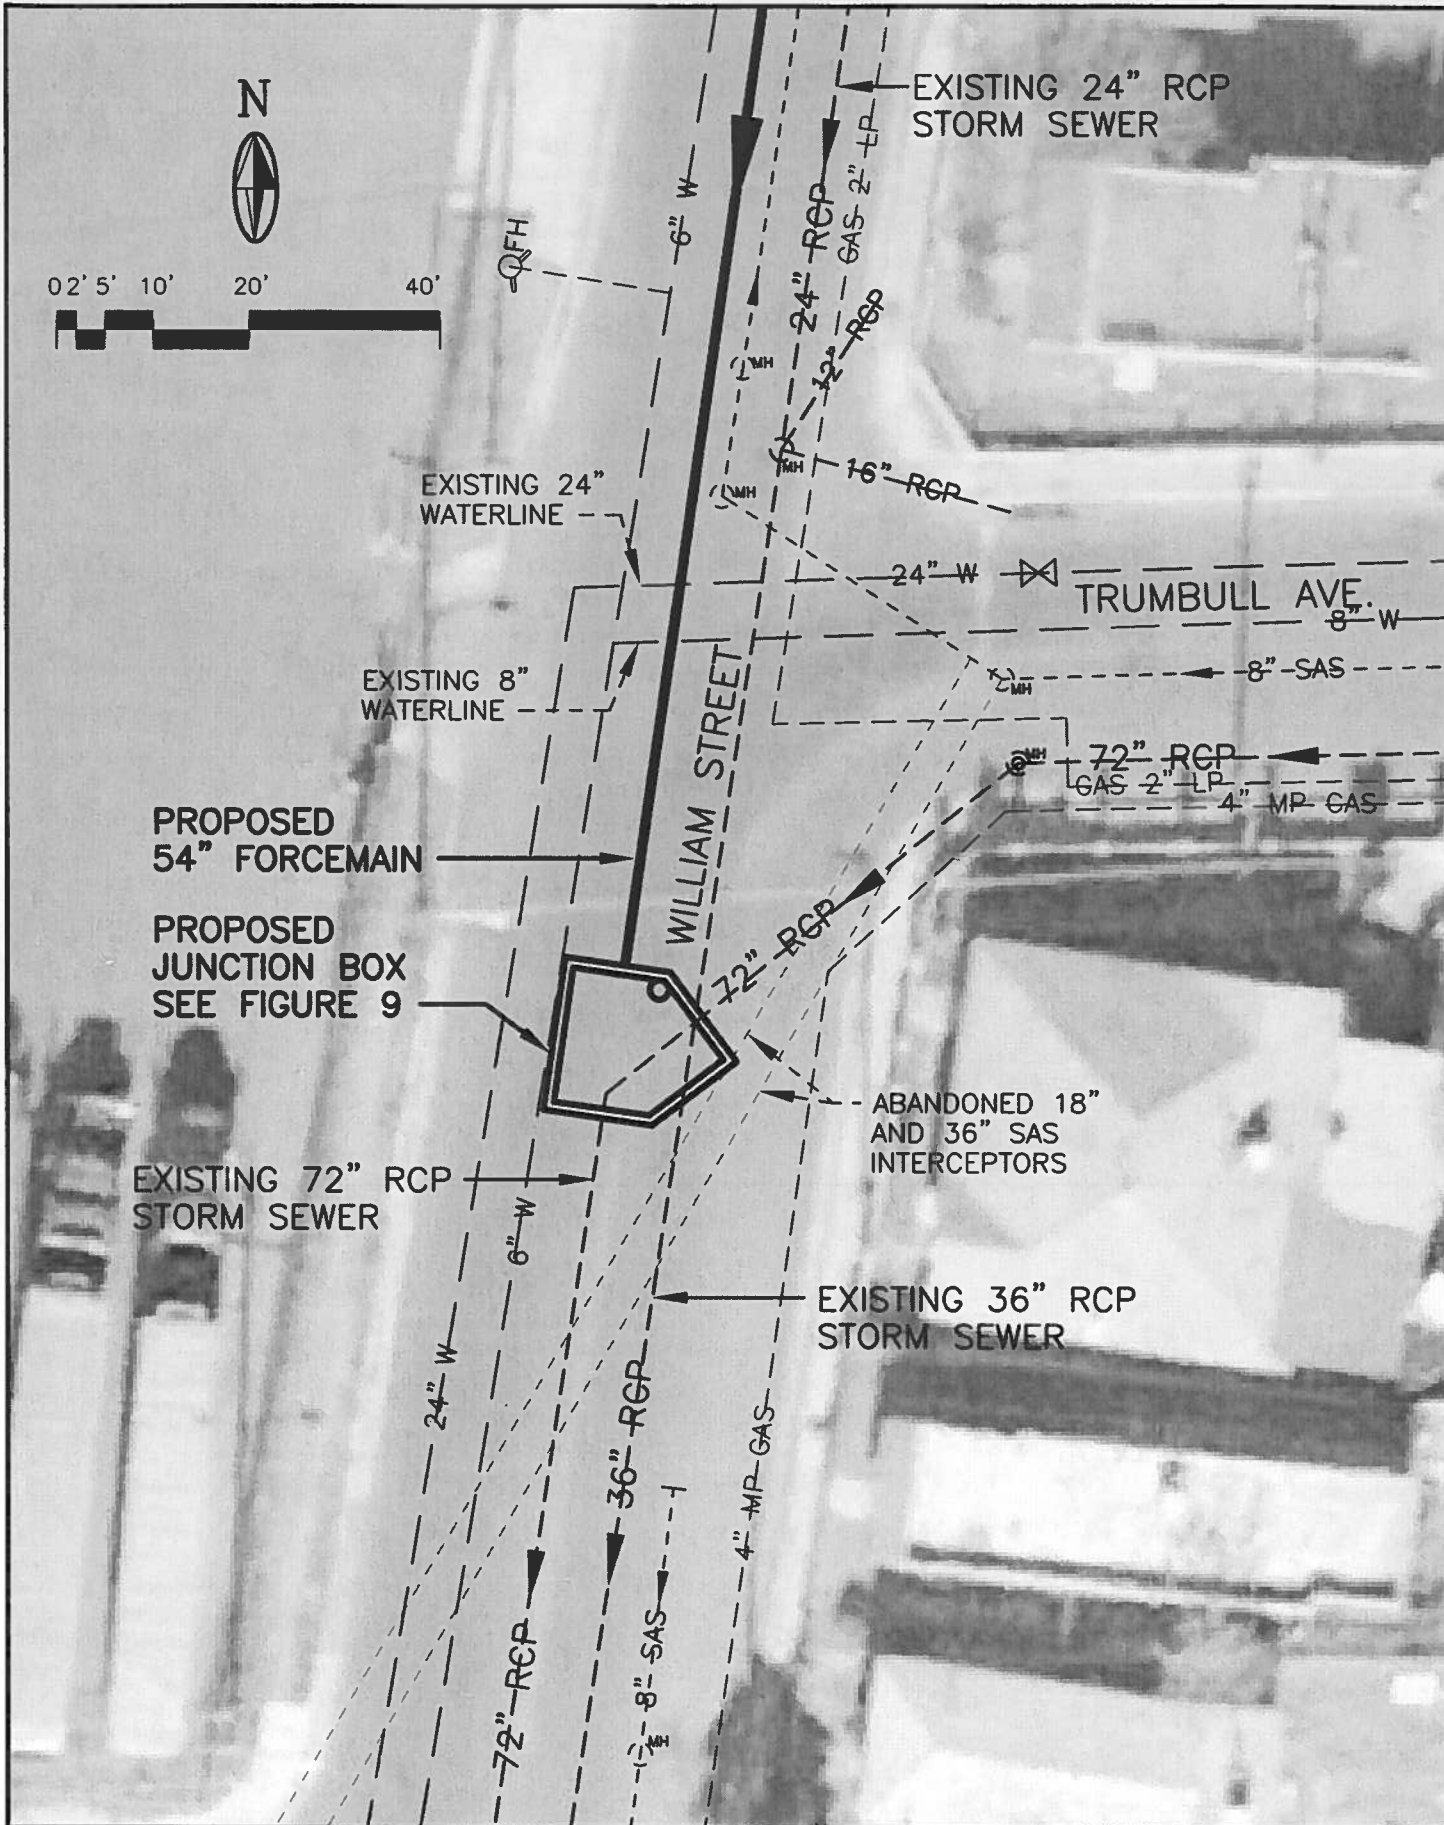 N
EXISTING 24" RCP
STORM SEWER
0 2' 5' 10' 20' 40'
6" W
FH
24" RCP
GAS 2" LP
12" RCP
MH
MH
MH
16" RCP
EXISTING 24"
WATERLINE
24" W
TRUMBULL AVE.
8" W
EXISTING 8"
WATERLINE
8" SAS
MH
WILLIAM STREET
MH
72" RCP
GAS 2" LP
4" MP GAS
PROPOSED
54" FORCEMAIN
PROPOSED
JUNCTION BOX
SEE FIGURE 9
72" RCP
ABANDONED 18"
AND 36" SAS
INTERCEPTORS
EXISTING 72" RCP
STORM SEWER
6" W
EXISTING 36" RCP
STORM SEWER
24" W
36" RCP
4" MP GAS
72" RCP
8" SAS
MH